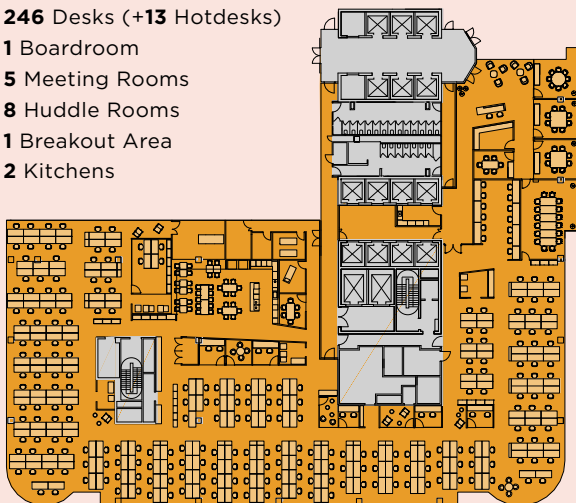 246 Desks (+13 Hotdesks)
1 Boardroom
5 Meeting Rooms
8 Huddle Rooms
1 Breakout Area
2 Kitchens